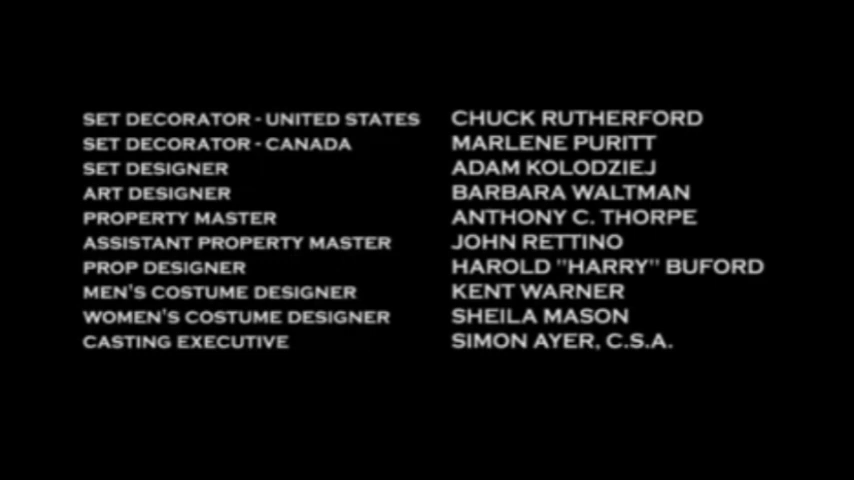 SET DECORATOR - UNITED STATES CHUCK RUTHERFORD
SET DECORATOR - CANADA MARLENE PURITT
SET DESIGNER ADAM KOLODZIEJ
ART DESIGNER BARBARA WALTMAN
PROPERTY MASTER ANTHONY C. THORPE
ASSISTANT PROPERTY MASTER JOHN RETTINO
PROP DESIGNER HAROLD "HARRY" BUFORD
MEN'S COSTUME DESIGNER KENT WARNER
WOMEN'S COSTUME DESIGNER SHEILA MASON
CASTING EXECUTIVE SIMON AYER, C.S.A.